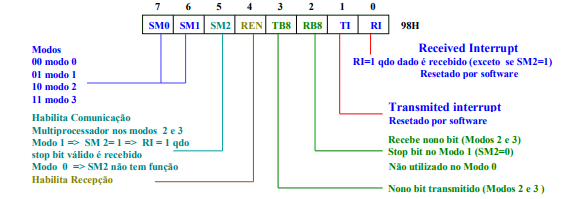 7 6 5 4 3 2 1 0
SM0 SM1 SM2 REN TB8 RB8 TI RI 98H
Modos
00 modo 0
01 modo 1
10 modo 2
11 modo 3
Received Interrupt
RI=1 qdo dado é recebido (exceto se SM2=1)
Resetado por software
Transmited interrupt
Resetado por software
Habilita Comunicação
Multiprocessador nos modos 2 e 3
Modo 1 => SM 2= 1 => RI = 1 qdo
stop bit válido é recebido
Modo 0 => SM2 não tem função
Habilita Recepção
Recebe nono bit (Modos 2 e 3)
Stop bit no Modo 1 (SM2=0)
Não utilizado no Modo 0
Nono bit transmitido (Modos 2 e 3 )